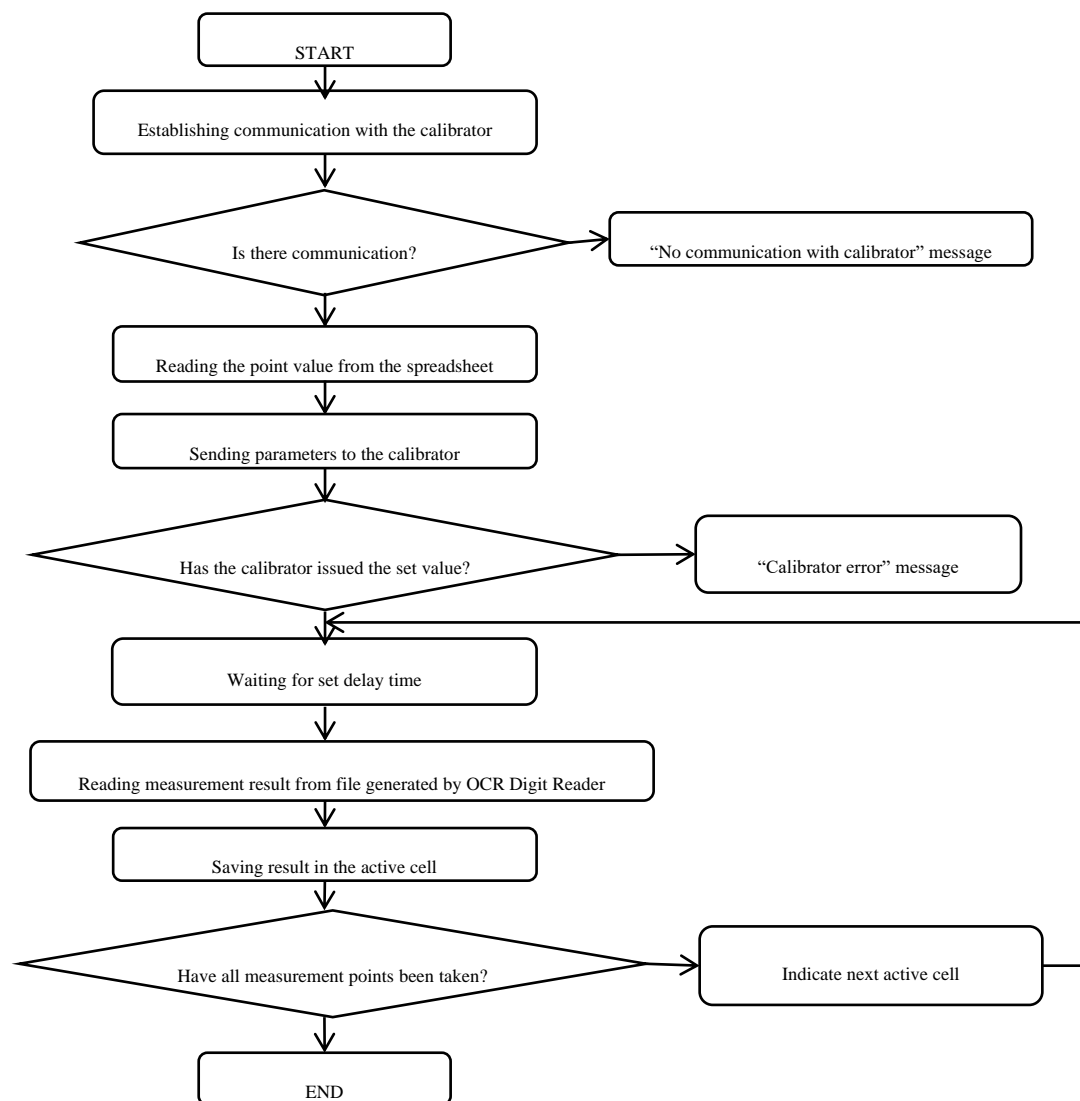 START
Establishing communication with the calibrator
Is there communication?
“No communication with calibrator” message
Reading the point value from the spreadsheet
Sending parameters to the calibrator
Has the calibrator issued the set value?
“Calibrator error” message
Waiting for set delay time
Reading measurement result from file generated by OCR Digit Reader
Saving result in the active cell
Have all measurement points been taken?
Indicate next active cell
END